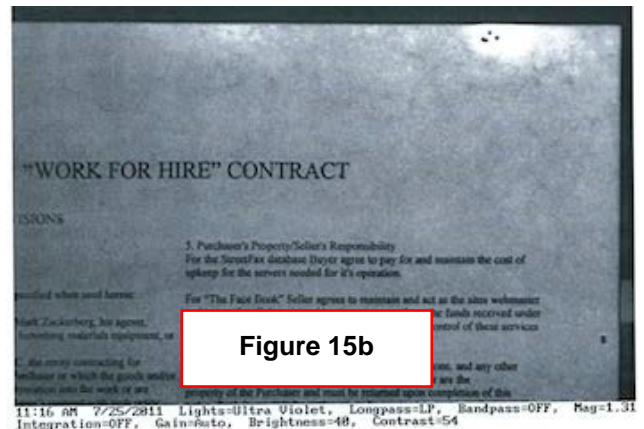 "WORK FOR HIRE" CONTRACT
ISIONS
5. Purchaser's Property/Seller's Responsibility
For the StreetFax database Buyer agree to pay for and maintain the cost of
upkeep for the servers needed for it's operation.
pecified when used herein:
For "The Face Book" Seller agrees to maintain and act as the sites webmaster
the funds received under
Mark Zuckerberg, his agents,
control of these services
furnishing materials equipment, or
Figure 15b
C, the entity contracting for
ons, and any other
urchaser or which the goods and/or
are the
property of the Purchaser and must be returned upon completion of this
11:16 AM 7/25/2011 Lights=Ultra Violet, Longpass=LP, Bandpass=OFF, Mag=1.31
Integration=OFF, Gain=Auto, Brightness=40, Contrast=54